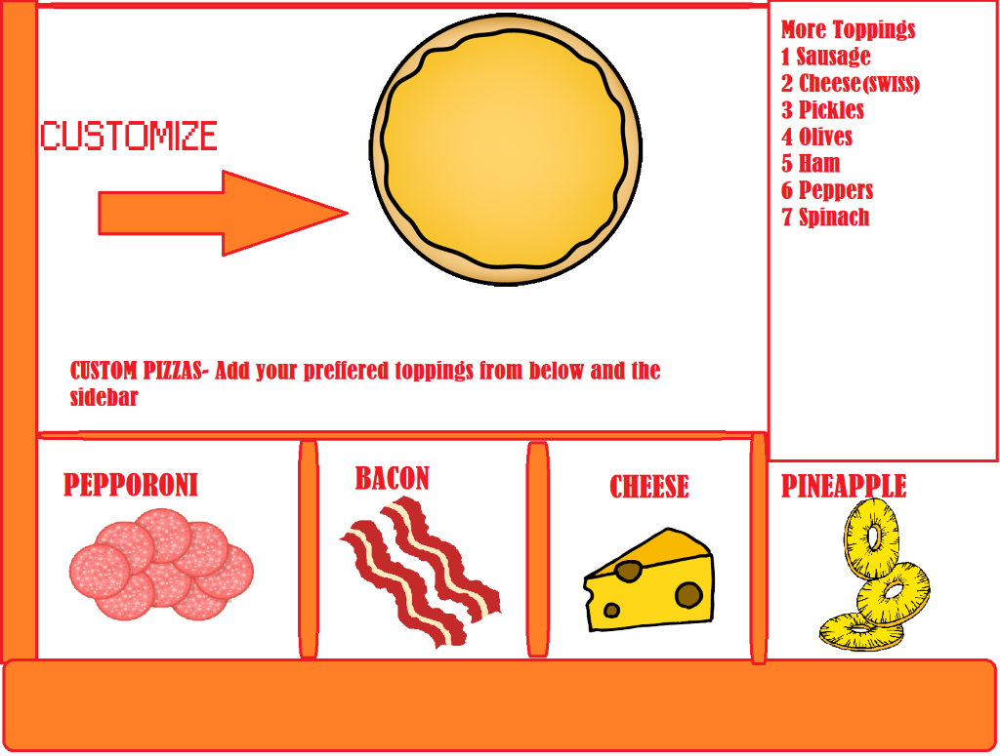 CUSTOMIZE
CUSTOM PIZZAS- Add your preffered toppings from below and the
sidebar
More Toppings
1 Sausage
2 Cheese(SWISS)
3 Pickles
4 Olives
5 Ham
6 Peppers
7 Spinach
PEPPORONI
BACON
CHEESE
PINEAPPLE